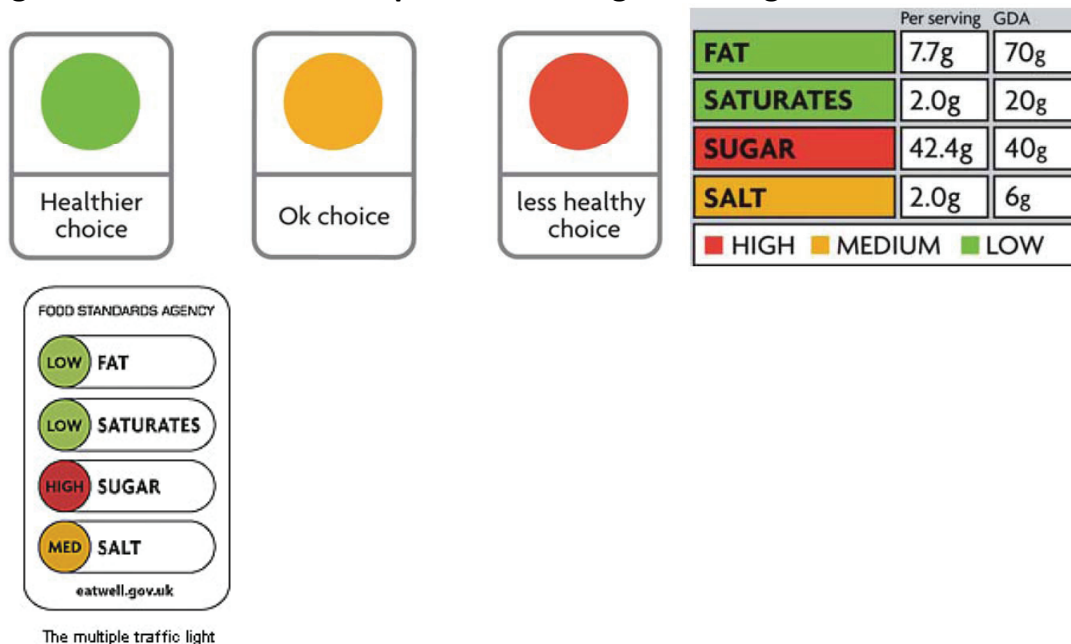 Healthier
choice
Ok choice
less healthy
choice
Per serving GDA
FAT 7.7g 70g
SATURATES 2.0g 20g
SUGAR 42.4g 40g
SALT 2.0g 6g
HIGH MEDIUM LOW
FOOD STANDARDS AGENCY
LOW FAT
LOW SATURATES
HIGH SUGAR
MED SALT
eatwell.gov.uk
The multiple traffic light